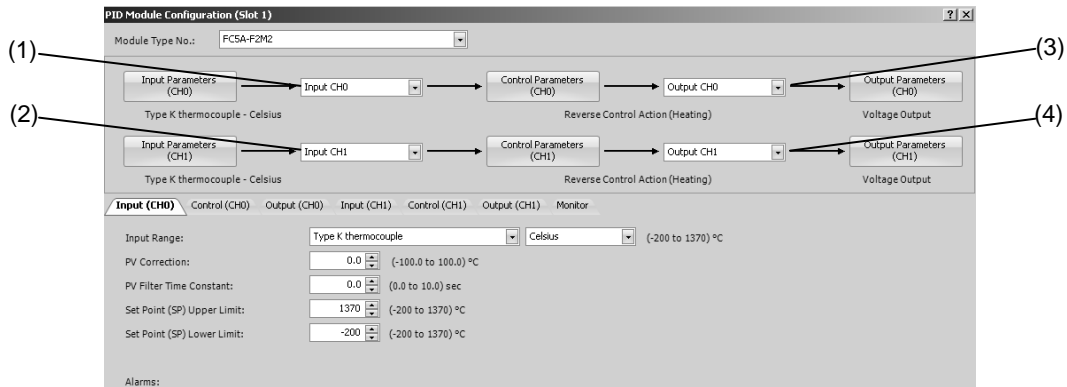 PID Module Configuration (Slot 1)
Module Type No.: FC5A-F2M2
(1) (3)
Input Parameters (CH0) Input CH0 Control Parameters (CH0) Output CH0 Output Parameters (CH0)
(2) Type K thermocouple - Celsius Reverse Control Action (Heating) Voltage Output (4)
Input Parameters (CH1) Input CH1 Control Parameters (CH1) Output CH1 Output Parameters (CH1)
Type K thermocouple - Celsius Reverse Control Action (Heating) Voltage Output
Input (CH0) Control (CH0) Output (CH0) Input (CH1) Control (CH1) Output (CH1) Monitor
Input Range: Type K thermocouple Celsius (-200 to 1370) °C
PV Correction: 0.0 (-100.0 to 100.0) °C
PV Filter Time Constant: 0.0 (0.0 to 10.0) sec
Set Point (SP) Upper Limit: 1370 (-200 to 1370) °C
Set Point (SP) Lower Limit: -200 (-200 to 1370) °C
Alarms: